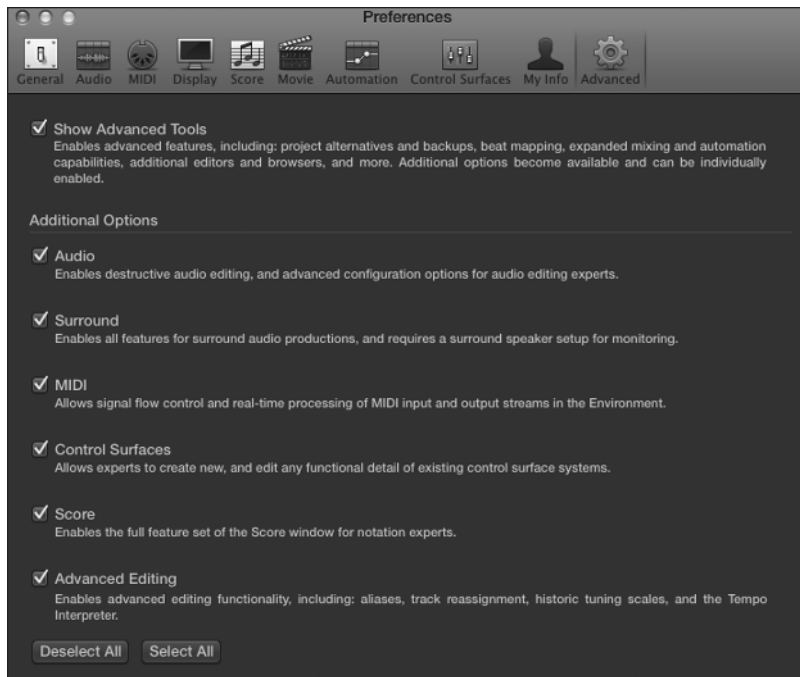 Preferences
General Audio MIDI Display Score Movie Automation Control Surfaces My Info Advanced
Show Advanced Tools
Enables advanced features, including: project alternatives and backups, beat mapping, expanded mixing and automation
capabilities, additional editors and browsers, and more. Additional options become available and can be individually
enabled.
Additional Options
Audio
Enables destructive audio editing, and advanced configuration options for audio editing experts.
Surround
Enables all features for surround audio productions, and requires a surround speaker setup for monitoring.
MIDI
Allows signal flow control and real-time processing of MIDI input and output streams in the Environment.
Control Surfaces
Allows experts to create new, and edit any functional detail of existing control surface systems.
Score
Enables the full feature set of the Score window for notation experts.
Advanced Editing
Enables advanced editing functionality, including: aliases, track reassignment, historic tuning scales, and the Tempo
Interpreter.
Deselect All Select All